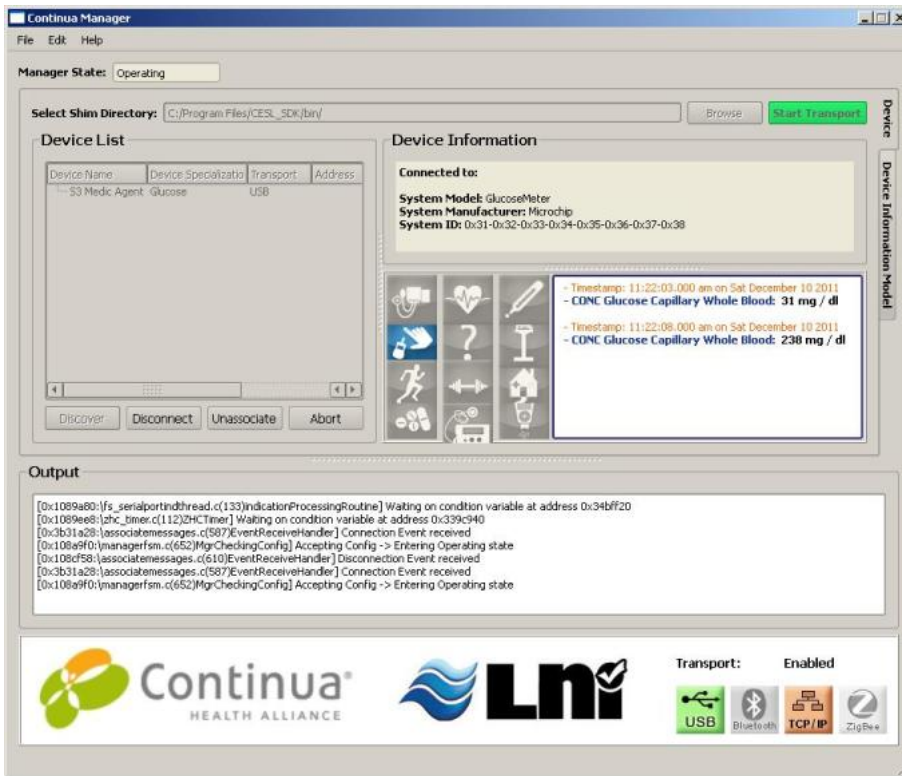 Continua Manager
File Edit Help
Manager State: Operating
Select Shim Directory: C:/Program Files/CESL_SDK/bin/ Browse Start Transport
Device
Device Information Model
Device List
Device Name Device Specializatio Transport Address
S3 Medic Agent Glucose USB
Discover Disconnect Unassociate Abort
Device Information
Connected to:
System Model: GlucoseMeter
System Manufacturer: Microchip
System ID: 0x31-0x32-0x33-0x34-0x35-0x36-0x37-0x38
- Timestamp: 11:22:03.000 am on Sat December 10 2011
- CONC Glucose Capillary Whole Blood: 31 mg / dl
- Timestamp: 11:22:08.000 am on Sat December 10 2011
- CONC Glucose Capillary Whole Blood: 238 mg / dl
?
Output
[0x1089a80:\fs_serialportindthread.c(133)indicationProcessingRoutine] Waiting on condition variable at address 0x34bff20
[0x1089ee8:\zhc_timer.c(112)ZHCTimer] Waiting on condition variable at address 0x339c940
[0x3b31a28:\associatemessages.c(587)EventReceiveHandler] Connection Event received
[0x108a9f0:\managerfsm.c(652)MgrCheckingConfig] Accepting Config -> Entering Operating state
[0x108cf58:\associatemessages.c(610)EventReceiveHandler] Disconnection Event received
[0x3b31a28:\associatemessages.c(587)EventReceiveHandler] Connection Event received
[0x108a9f0:\managerfsm.c(652)MgrCheckingConfig] Accepting Config -> Entering Operating state
Continua®
HEALTH ALLIANCE
Lni
Transport: Enabled
USB Bluetooth TCP/IP ZigBee